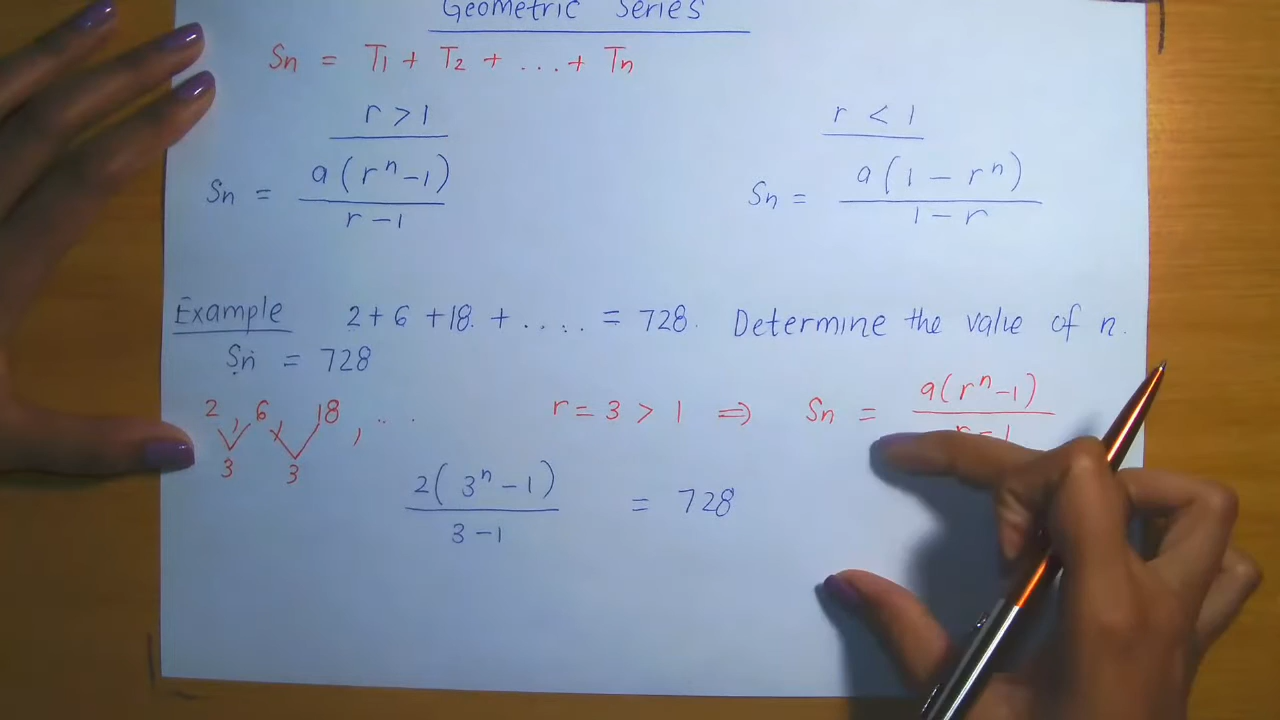 Geometric Series
Sn = T1 + T2 + ... + Tn
r > 1
r < 1
Sn = a(r^n - 1) / r - 1
Sn = a(1 - r^n) / 1 - r
Example 2 + 6 + 18 + ..... = 728. Determine the value of n.
Sn = 728
2, 6, 18, ...
r = 3 > 1 ⇒ Sn = a(r^n - 1) / r - 1
3 3
2(3^n - 1) / 3 - 1 = 728